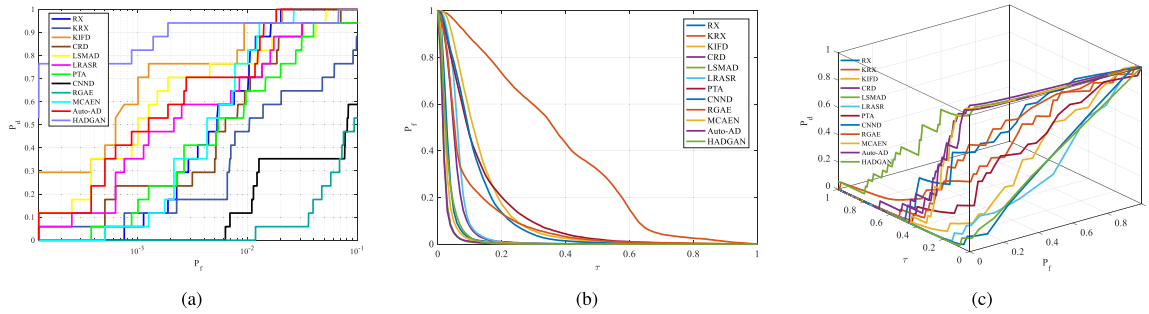 RX
KRX
KIFD
CRD
LSMAD
LRASR
PTA
CNND
RGAE
MCAEN
Auto-AD
HADGAN
P_d
1
0.9
0.8
0.7
0.6
0.5
0.4
0.3
0.2
0.1
0
10^-3
10^-2
10^-1
P_f
(a)
RX
KRX
KIFD
CRD
LSMAD
LRASR
PTA
CNND
RGAE
MCAEN
Auto-AD
HADGAN
P_f
1
0.8
0.6
0.4
0.2
0
0 0.2 0.4 0.6 0.8 1
τ
(b)
RX
KRX
KIFD
CRD
LSMAD
LRASR
PTA
CNND
RGAE
MCAEN
Auto-AD
HADGAN
P_d
1
0.8
0.6
0.4
0.2
0
1
0.8
0.6
0.4
0.2
0
τ
0
0.2
0.4
0.6
0.8
P_f
(c)